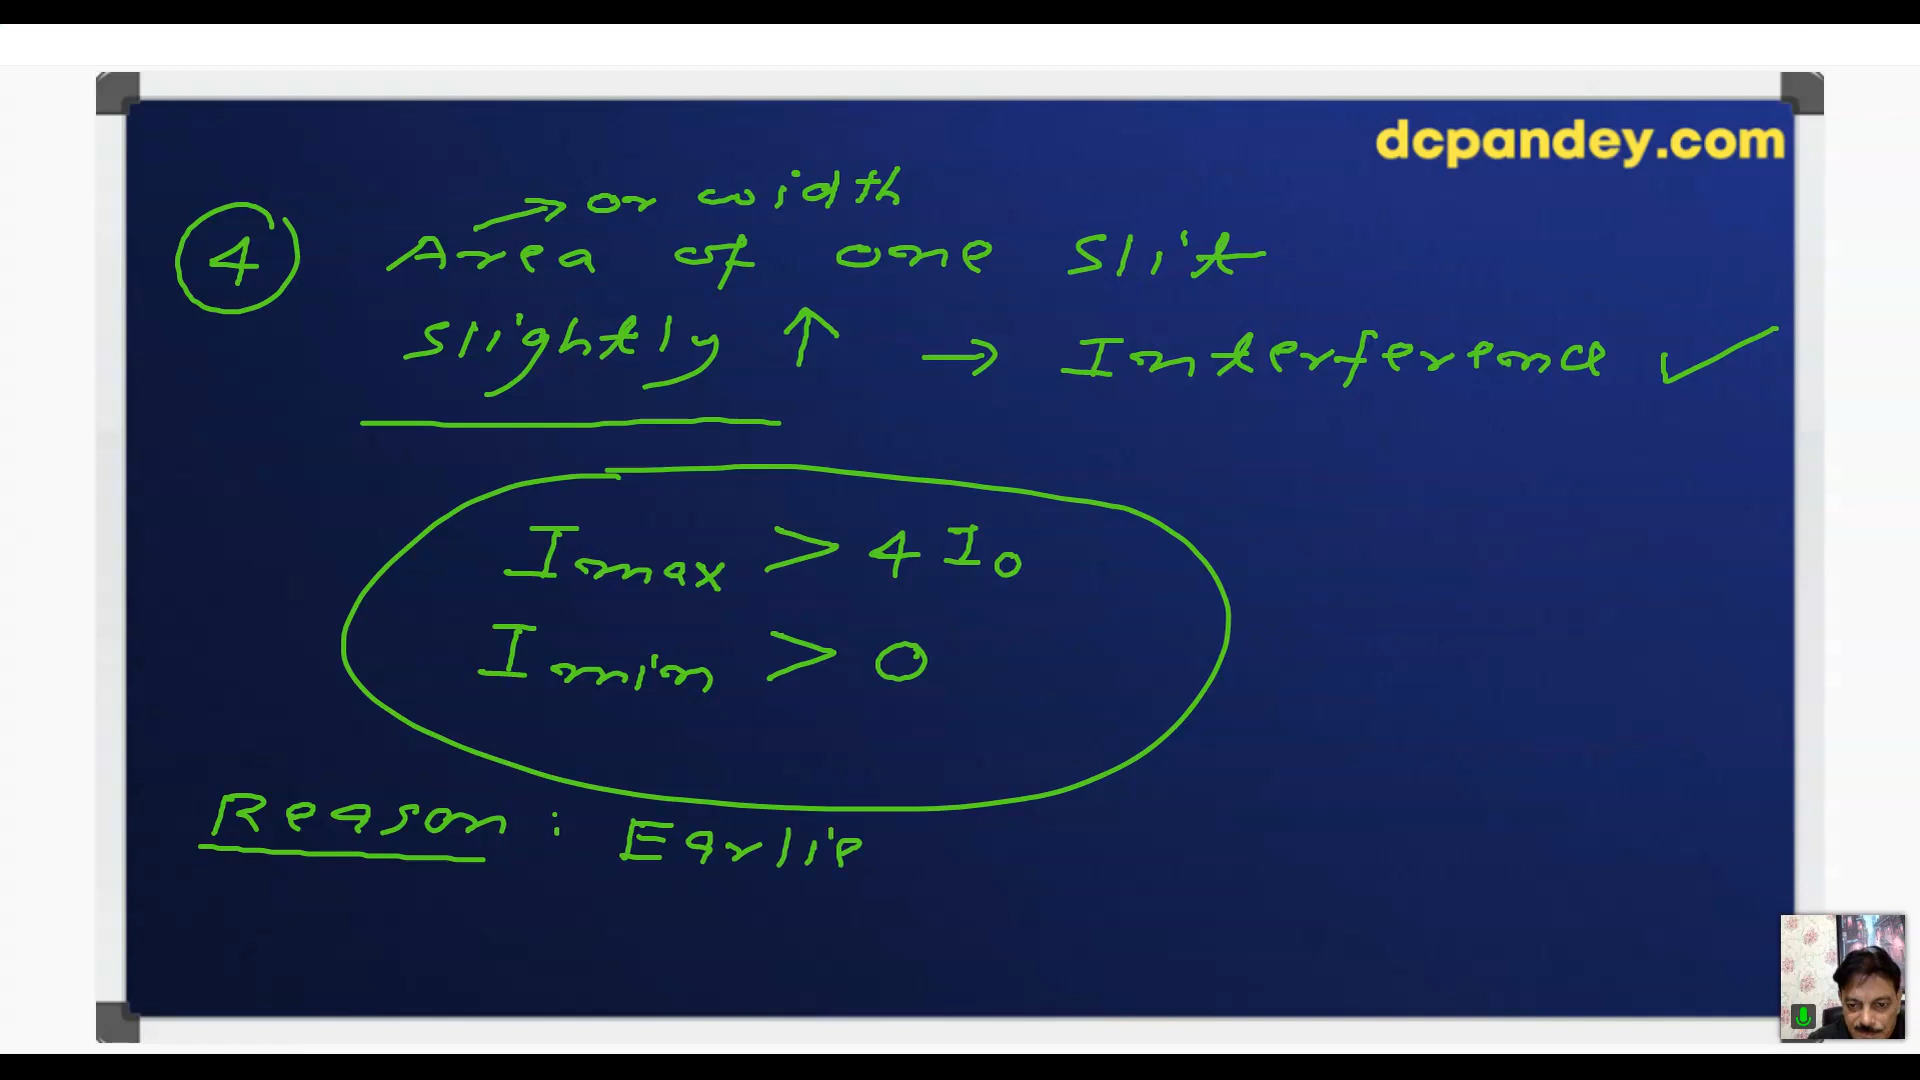 dcpandey.com
→ or width
④ Area of one slit
slightly ↑ → Interference ✓
Imax > 4 I0
Imin > 0
Reason : Earlie